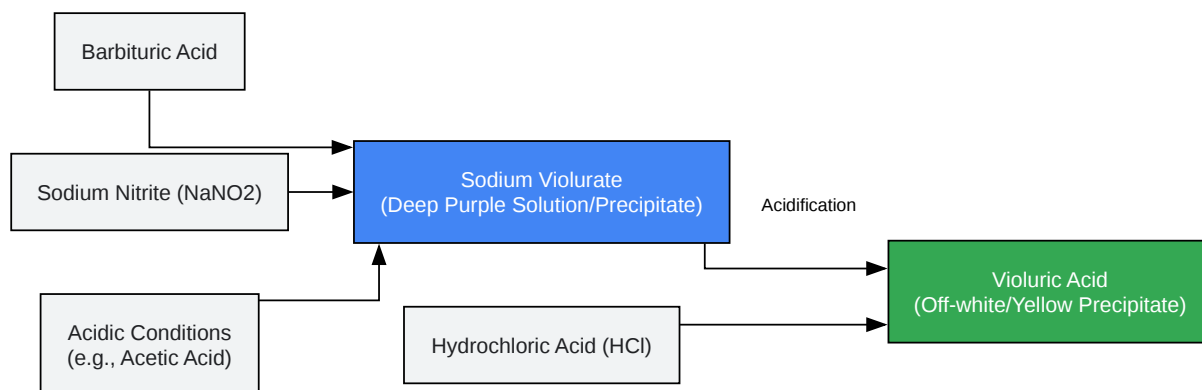 Barbituric Acid
Sodium Nitrite (NaNO2)
Sodium Violurate
(Deep Purple Solution/Precipitate)
Acidification
Acidic Conditions
(e.g., Acetic Acid)
Hydrochloric Acid (HCl)
Violuric Acid
(Off-white/Yellow Precipitate)